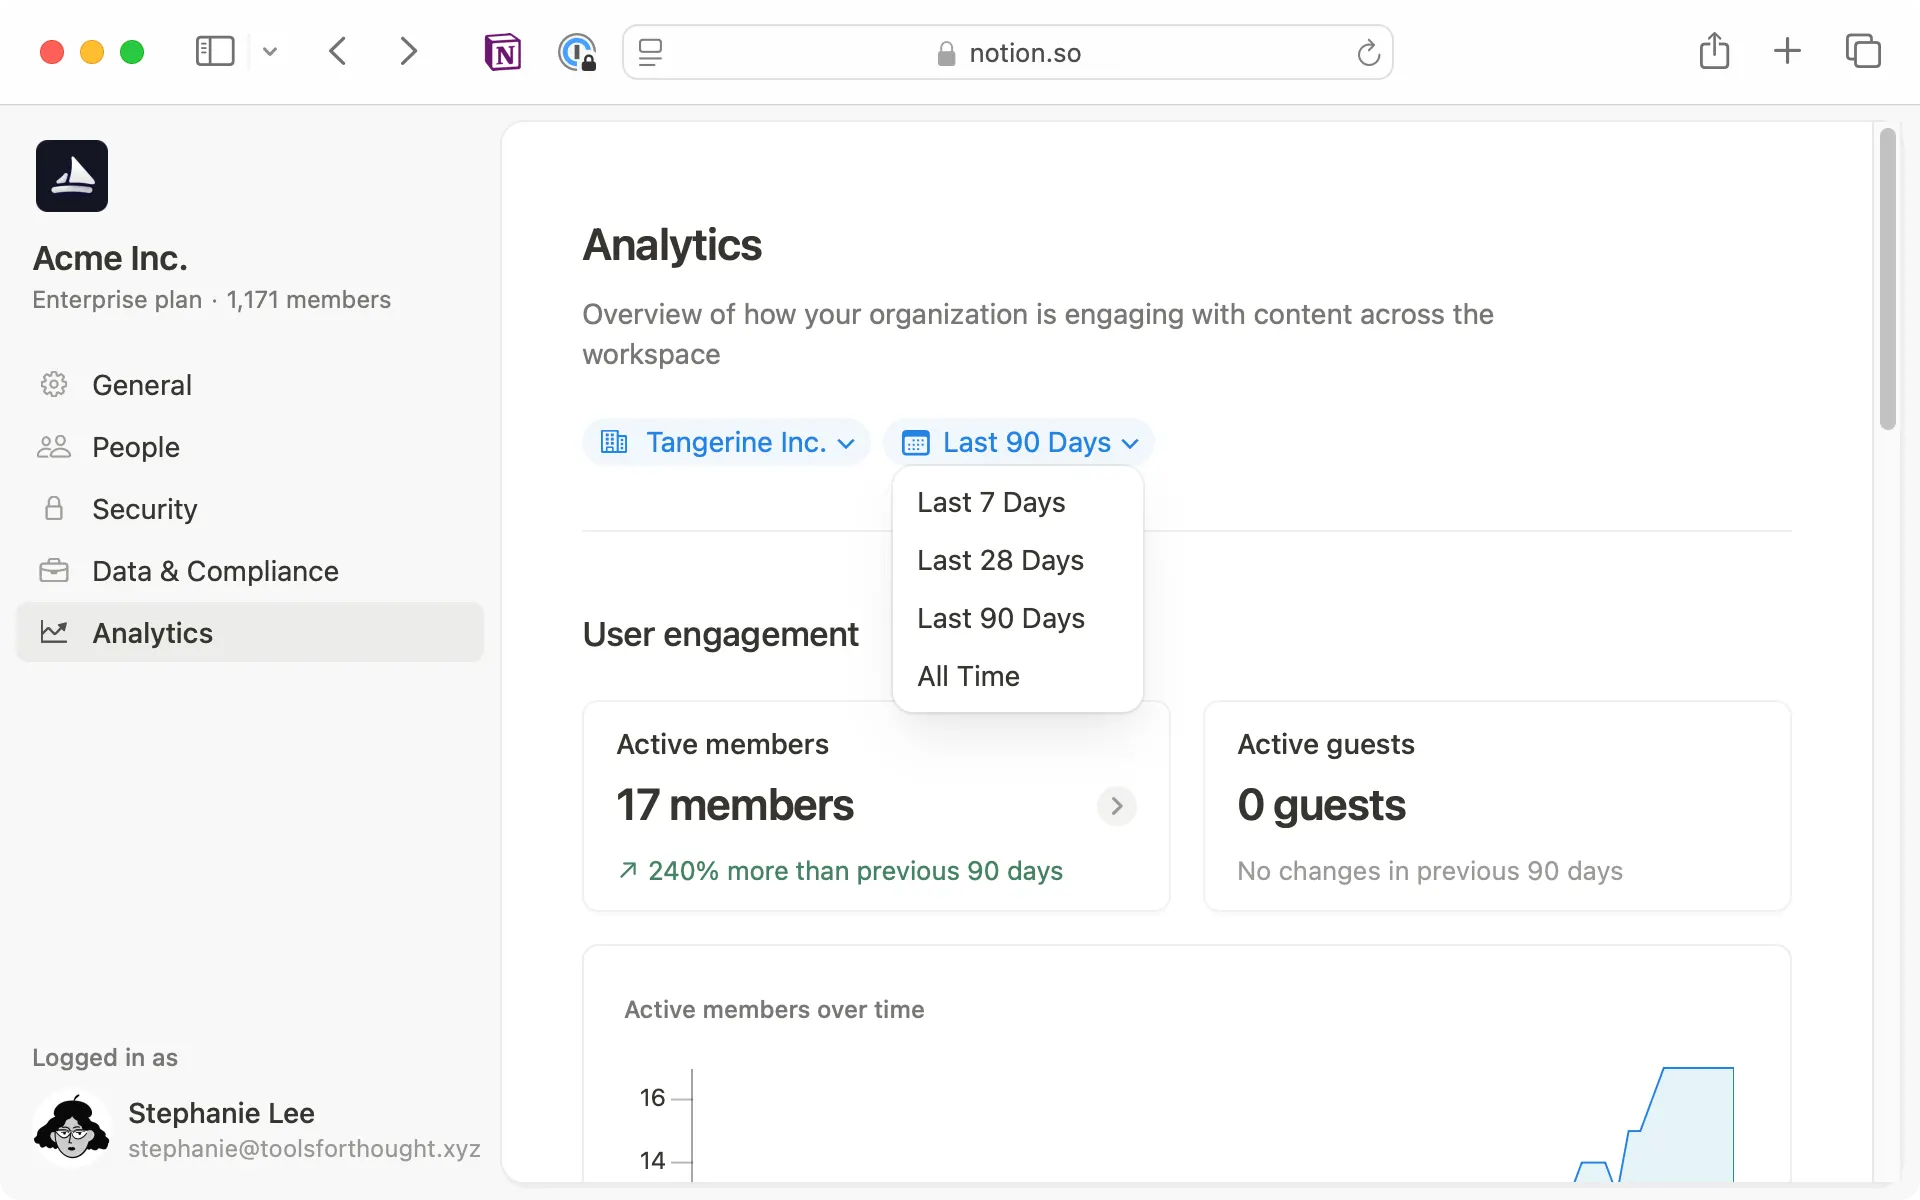 notion.so
Acme Inc.
Enterprise plan · 1,171 members
General
People
Security
Data & Compliance
Analytics
Logged in as
Stephanie Lee
stephanie@toolsforthought.xyz
Analytics
Overview of how your organization is engaging with content across the
workspace
Tangerine Inc.
Last 90 Days
Last 7 Days
Last 28 Days
Last 90 Days
All Time
User engagement
Active members
17 members
↗ 240% more than previous 90 days
Active guests
0 guests
No changes in previous 90 days
Active members over time
16
14